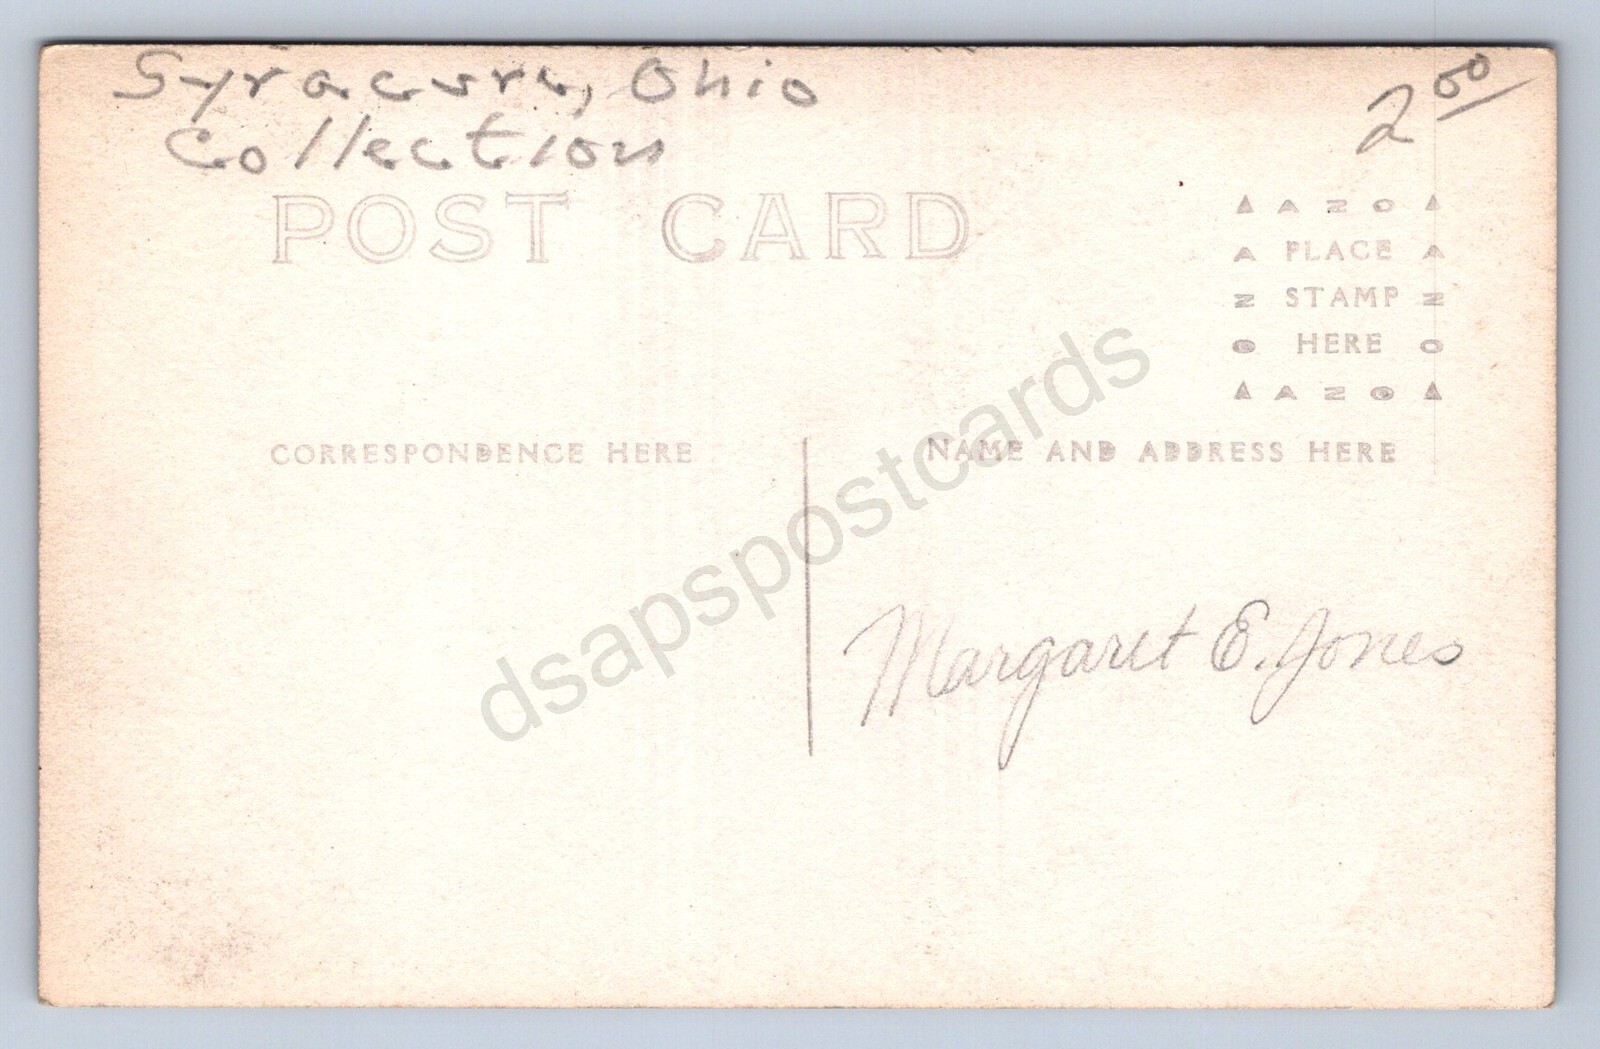 Syracuse, Ohio
Collection
2 50
POST CARD
AZO
PLACE
STAMP
HERE
AZO
CORRESPONDENCE HERE
NAME AND ADDRESS HERE
Margaret E. Jones
dsapspostcards